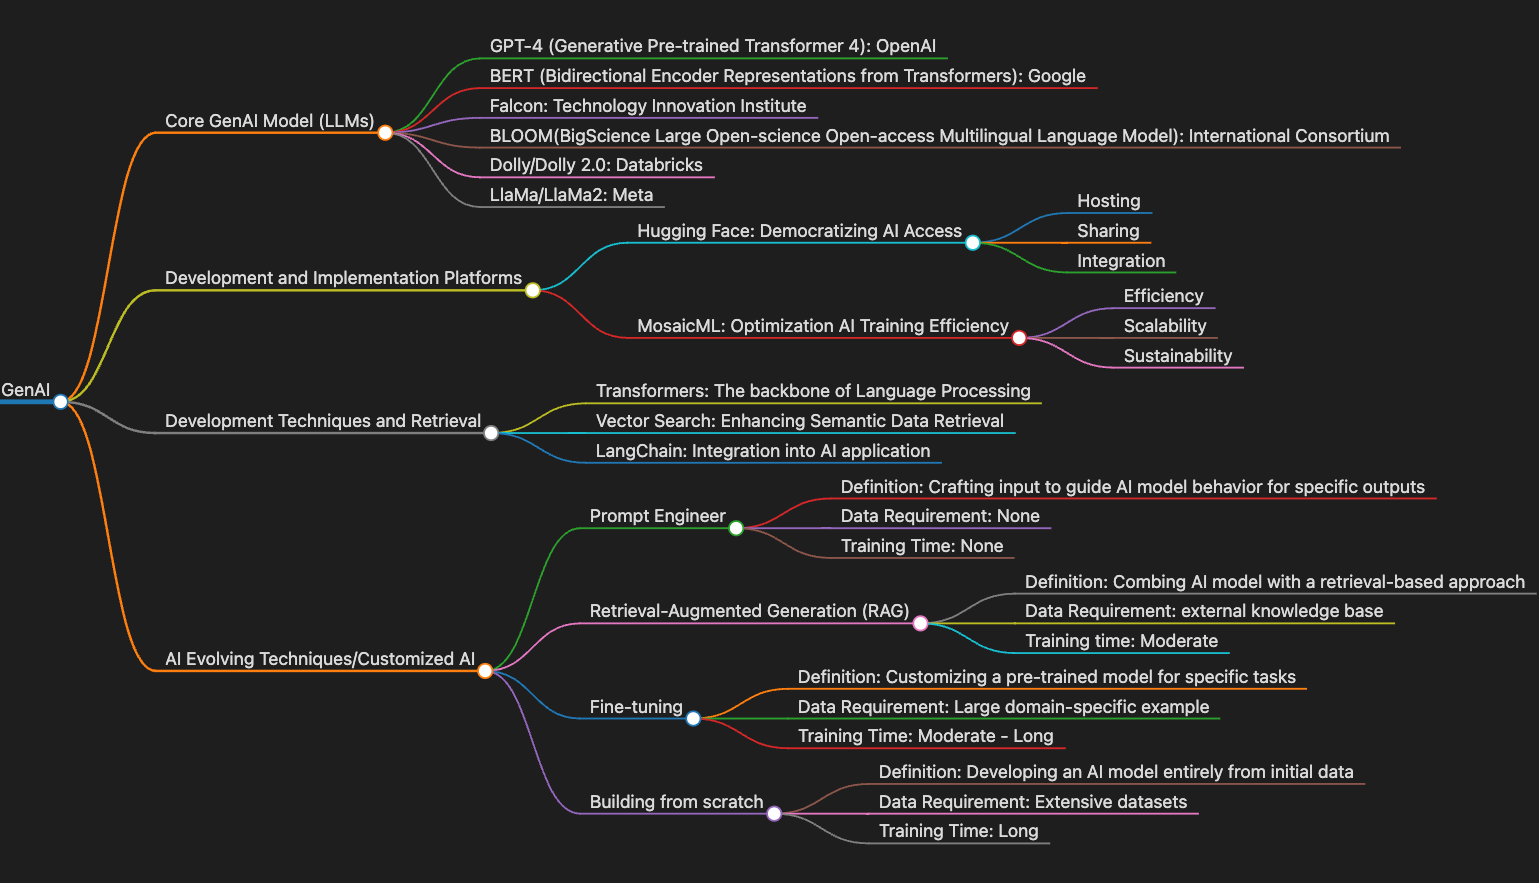 GenAI
Core GenAI Model (LLMs)
GPT-4 (Generative Pre-trained Transformer 4): OpenAI
BERT (Bidirectional Encoder Representations from Transformers): Google
Falcon: Technology Innovation Institute
BLOOM(BigScience Large Open-science Open-access Multilingual Language Model): International Consortium
Dolly/Dolly 2.0: Databricks
LlaMa/LlaMa2: Meta
Development and Implementation Platforms
Hugging Face: Democratizing AI Access
Hosting
Sharing
Integration
MosaicML: Optimization AI Training Efficiency
Efficiency
Scalability
Sustainability
Development Techniques and Retrieval
Transformers: The backbone of Language Processing
Vector Search: Enhancing Semantic Data Retrieval
LangChain: Integration into AI application
AI Evolving Techniques/Customized AI
Prompt Engineer
Definition: Crafting input to guide AI model behavior for specific outputs
Data Requirement: None
Training Time: None
Retrieval-Augmented Generation (RAG)
Definition: Combing AI model with a retrieval-based approach
Data Requirement: external knowledge base
Training time: Moderate
Fine-tuning
Definition: Customizing a pre-trained model for specific tasks
Data Requirement: Large domain-specific example
Training Time: Moderate - Long
Building from scratch
Definition: Developing an AI model entirely from initial data
Data Requirement: Extensive datasets
Training Time: Long